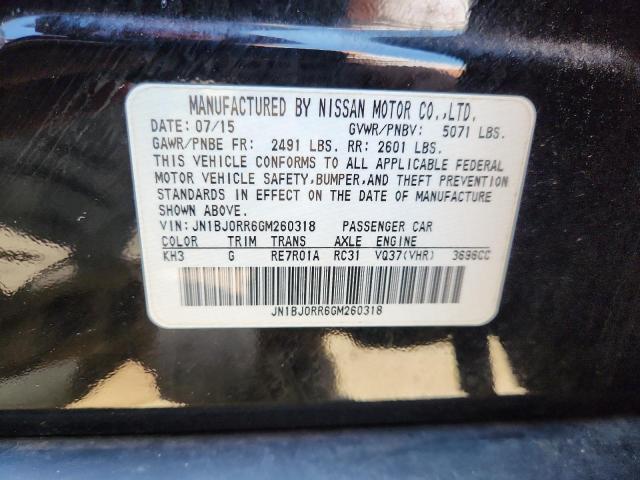 MANUFACTURED BY NISSAN MOTOR CO.,LTD.
DATE: 07/15 GVWR/PNBV: 5071 LBS.
GAWR/PNBE FR: 2491 LBS. RR: 2601 LBS.
THIS VEHICLE CONFORMS TO ALL APPLICABLE FEDERAL
MOTOR VEHICLE SAFETY,BUMPER,AND THEFT PREVENTION
STANDARDS IN EFFECT ON THE DATE OF MANUFACTURE
SHOWN ABOVE.
VIN: JN1BJ0RR6GM260318 PASSENGER CAR
COLOR TRIM TRANS AXLE ENGINE
KH3 G RE7R01A RC31 VQ37(VHR) 3696CC
JN1BJ0RR6GM260318